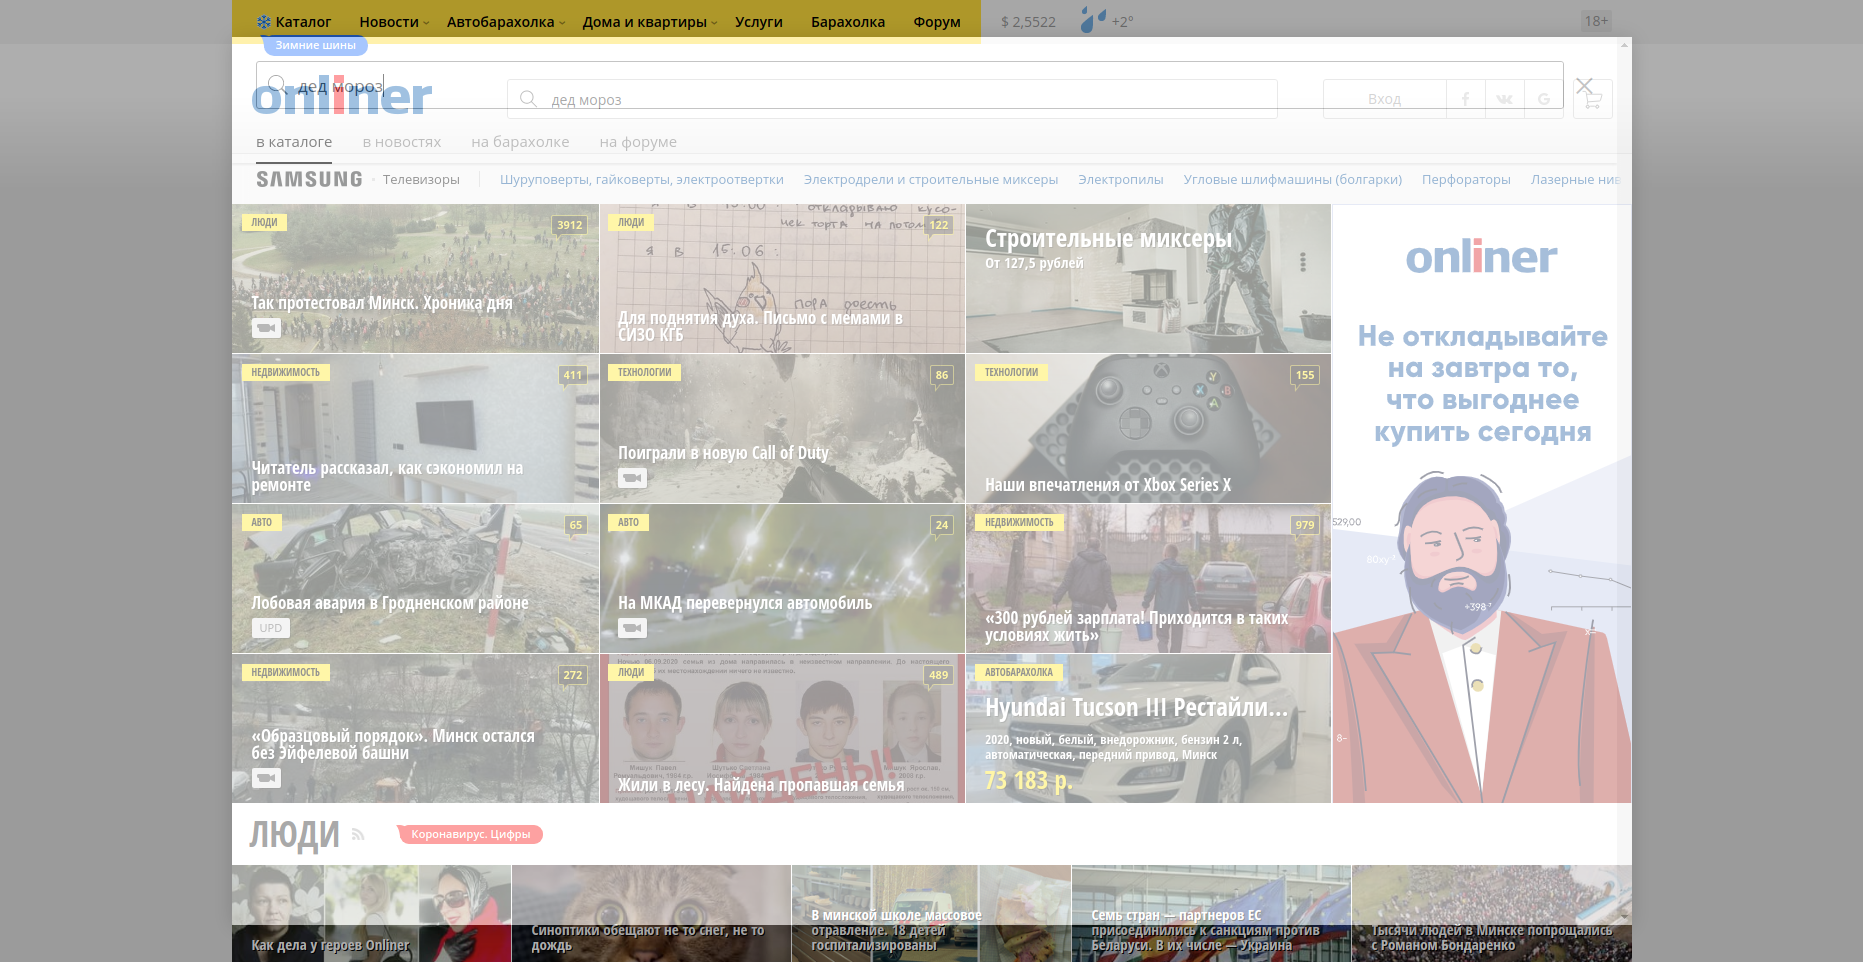 Каталог Новости Автобарахолка Дома и квартиры Услуги Барахолка Форум $ 2,5522 +2° 18+
Зимние шины
onliner
дед мороз
дед мороз
Вход
в каталоге в новостях на барахолке на форуме
SAMSUNG Телевизоры Шуруповерты, гайковерты, электроотвертки Электродрели и строительные миксеры Электропилы Угловые шлифмашины (болгарки) Перфораторы Лазерные нив
ЛЮДИ 3912
Так протестовал Минск. Хроника дня
ЛЮДИ 122
Я В 15:06:
ПОРА ПОЕСТЬ
Для поднятия духа. Письмо с мемами в
СИЗО КГБ
Строительные миксеры
От 127,5 рублей
onliner
Не откладывайте
на завтра то,
что выгоднее
купить сегодня
529,00
+398
8–
НЕДВИЖИМОСТЬ 411
Читатель рассказал, как сэкономил на
ремонте
ТЕХНОЛОГИИ 86
Поиграли в новую Call of Duty
ТЕХНОЛОГИИ 155
Наши впечатления от Xbox Series X
АВТО 65
Лобовая авария в Гродненском районе
UPD
АВТО 24
На МКАД перевернулся автомобиль
НЕДВИЖИМОСТЬ 979
«300 рублей зарплата! Приходится в таких
условиях жить»
НЕДВИЖИМОСТЬ 272
«Образцовый порядок». Минск остался
без Эйфелевой башни
ЛЮДИ 489
Жили в лесу. Найдена пропавшая семья
АВТОБАРАХОЛКА
Hyundai Tucson III Рестайли...
2020, новый, белый, внедорожник, бензин 2 л,
автоматическая, передний привод, Минск
73 183 р.
ЛЮДИ Коронавирус. Цифры
Как дела у героев Onliner
Синоптики обещают не то снег, не то
дождь
В минской школе массовое
отравление. 18 детей
госпитализированы
Семь стран — партнеров ЕС
присоединились к санкциям против
Беларуси. В их числе — Украина
Тысячи людей в Минске попрощались
с Романом Бондаренко